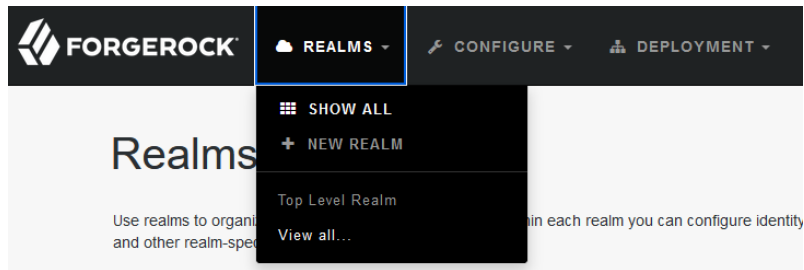 FORGEROCK
REALMS
CONFIGURE
DEPLOYMENT
SHOW ALL
NEW REALM
Top Level Realm
View all...
Realms
Use realms to organi in each realm you can configure identity
and other realm-spe